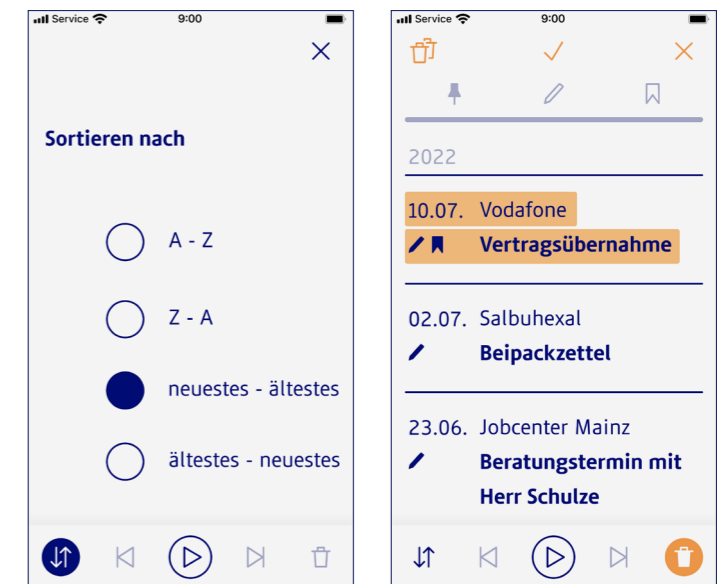 Service 9:00
Sortieren nach
A - Z
Z - A
neuestes - ältestes
ältestes - neuestes
Service 9:00
2022
10.07. Vodafone
Vertragsübernahme
02.07. Salbuhexal
Beipackzettel
23.06. Jobcenter Mainz
Beratungstermin mit
Herr Schulze